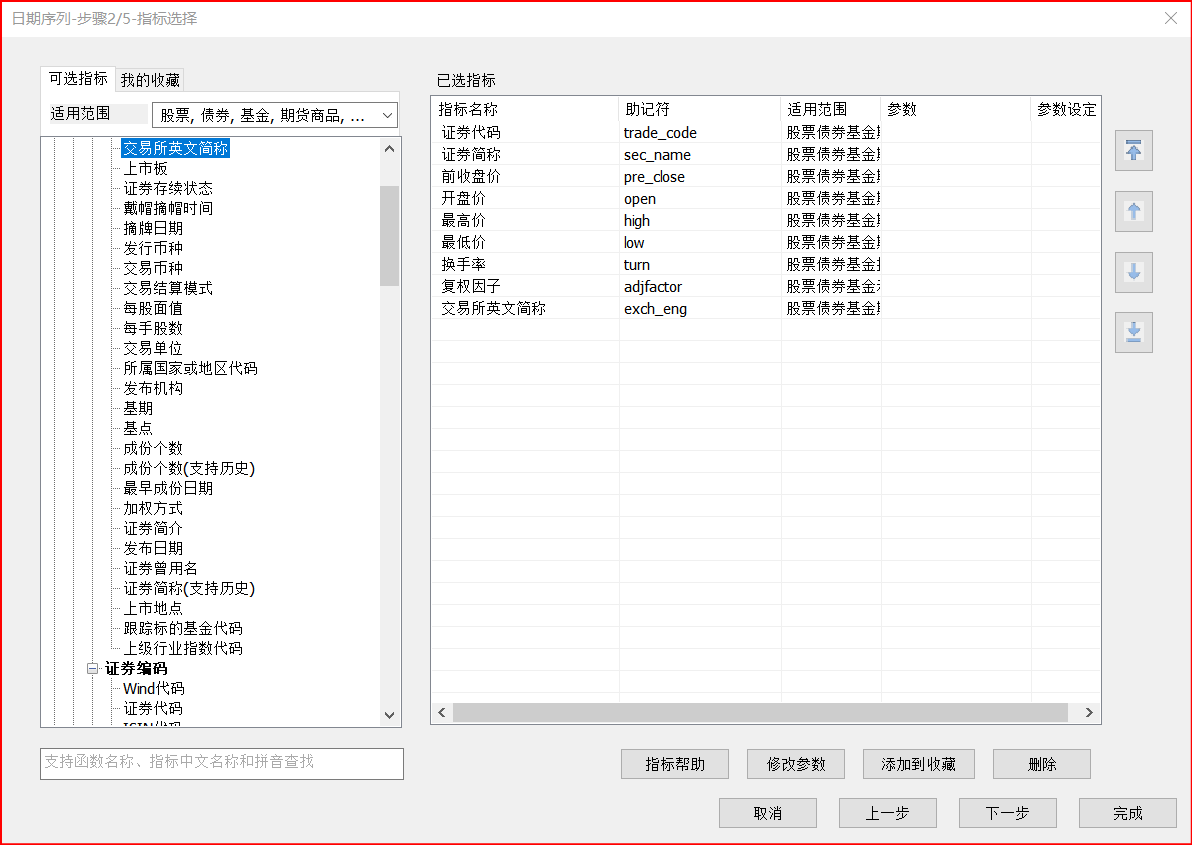 日期序列-步骤2/5-指标选择
可选指标 我的收藏
适用范围 股票, 债券, 基金, 期货商品, ...
交易所英文简称
上市板
证券存续状态
戴帽摘帽时间
摘牌日期
发行币种
交易币种
交易结算模式
每股面值
每手股数
交易单位
所属国家或地区代码
发布机构
基期
基点
成份个数
成份个数(支持历史)
最早成份日期
加权方式
证券简介
发布日期
证券曾用名
证券简称(支持历史)
上市地点
跟踪标的基金代码
上级行业指数代码
证券编码
Wind代码
证券代码
ISIN代码
支持函数名称、指标中文名称和拼音查找
已选指标
指标名称 助记符 适用范围 参数 参数设定
证券代码 trade_code 股票债券基金
证券简称 sec_name 股票债券基金
前收盘价 pre_close 股票债券基金
开盘价 open 股票债券基金
最高价 high 股票债券基金
最低价 low 股票债券基金
换手率 turn 股票债券基金
复权因子 adjfactor 股票债券基金
交易所英文简称 exch_eng 股票债券基金
指标帮助 修改参数 添加到收藏 删除
取消 上一步 下一步 完成